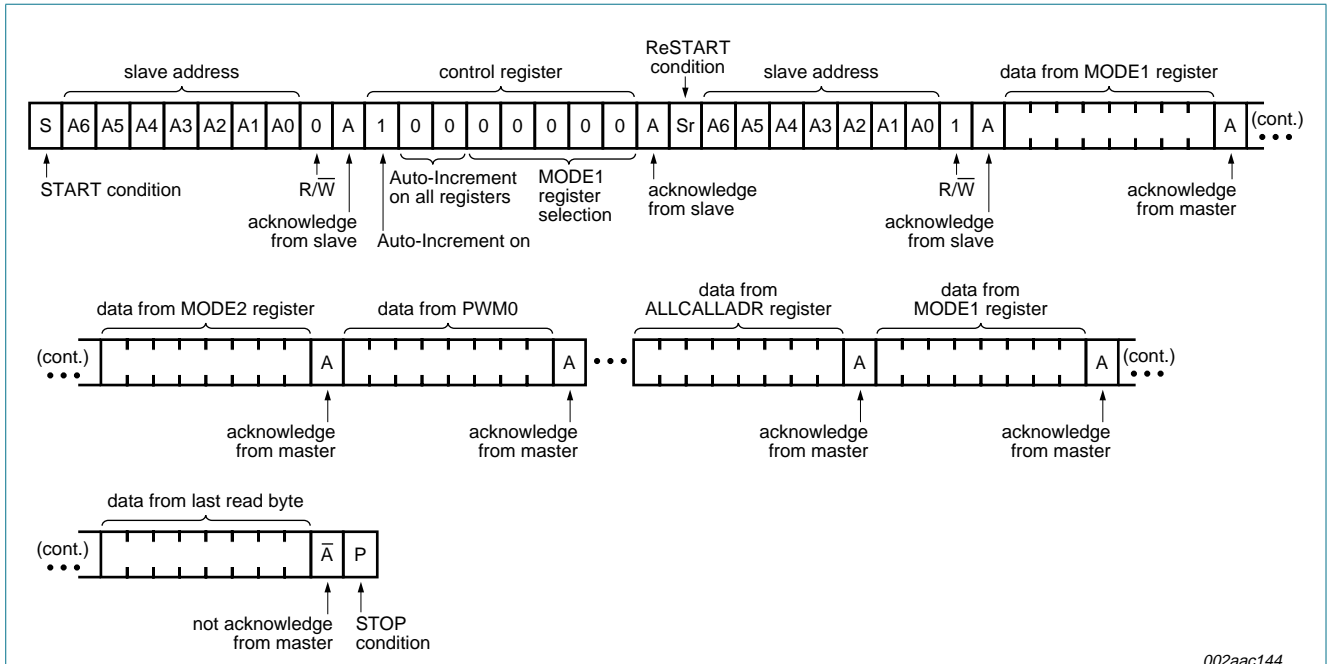 ReSTART
condition
slave address
control register
slave address
data from MODE1 register
S A6 A5 A4 A3 A2 A1 A0 0 A 1 0 0 0 0 0 0 0 A Sr A6 A5 A4 A3 A2 A1 A0 1 A A (cont.)
START condition
R/W̅
acknowledge
from slave
Auto-Increment on
Auto-Increment
on all registers
MODE1
register
selection
acknowledge
from slave
R/W̅
acknowledge
from slave
acknowledge
from master
data from MODE2 register
data from PWM0
data from
ALLCALLADR register
data from
MODE1 register
(cont.) A A A A (cont.)
acknowledge
from master
acknowledge
from master
acknowledge
from master
acknowledge
from master
data from last read byte
(cont.) A̅ P
not acknowledge
from master
STOP
condition
002aac144